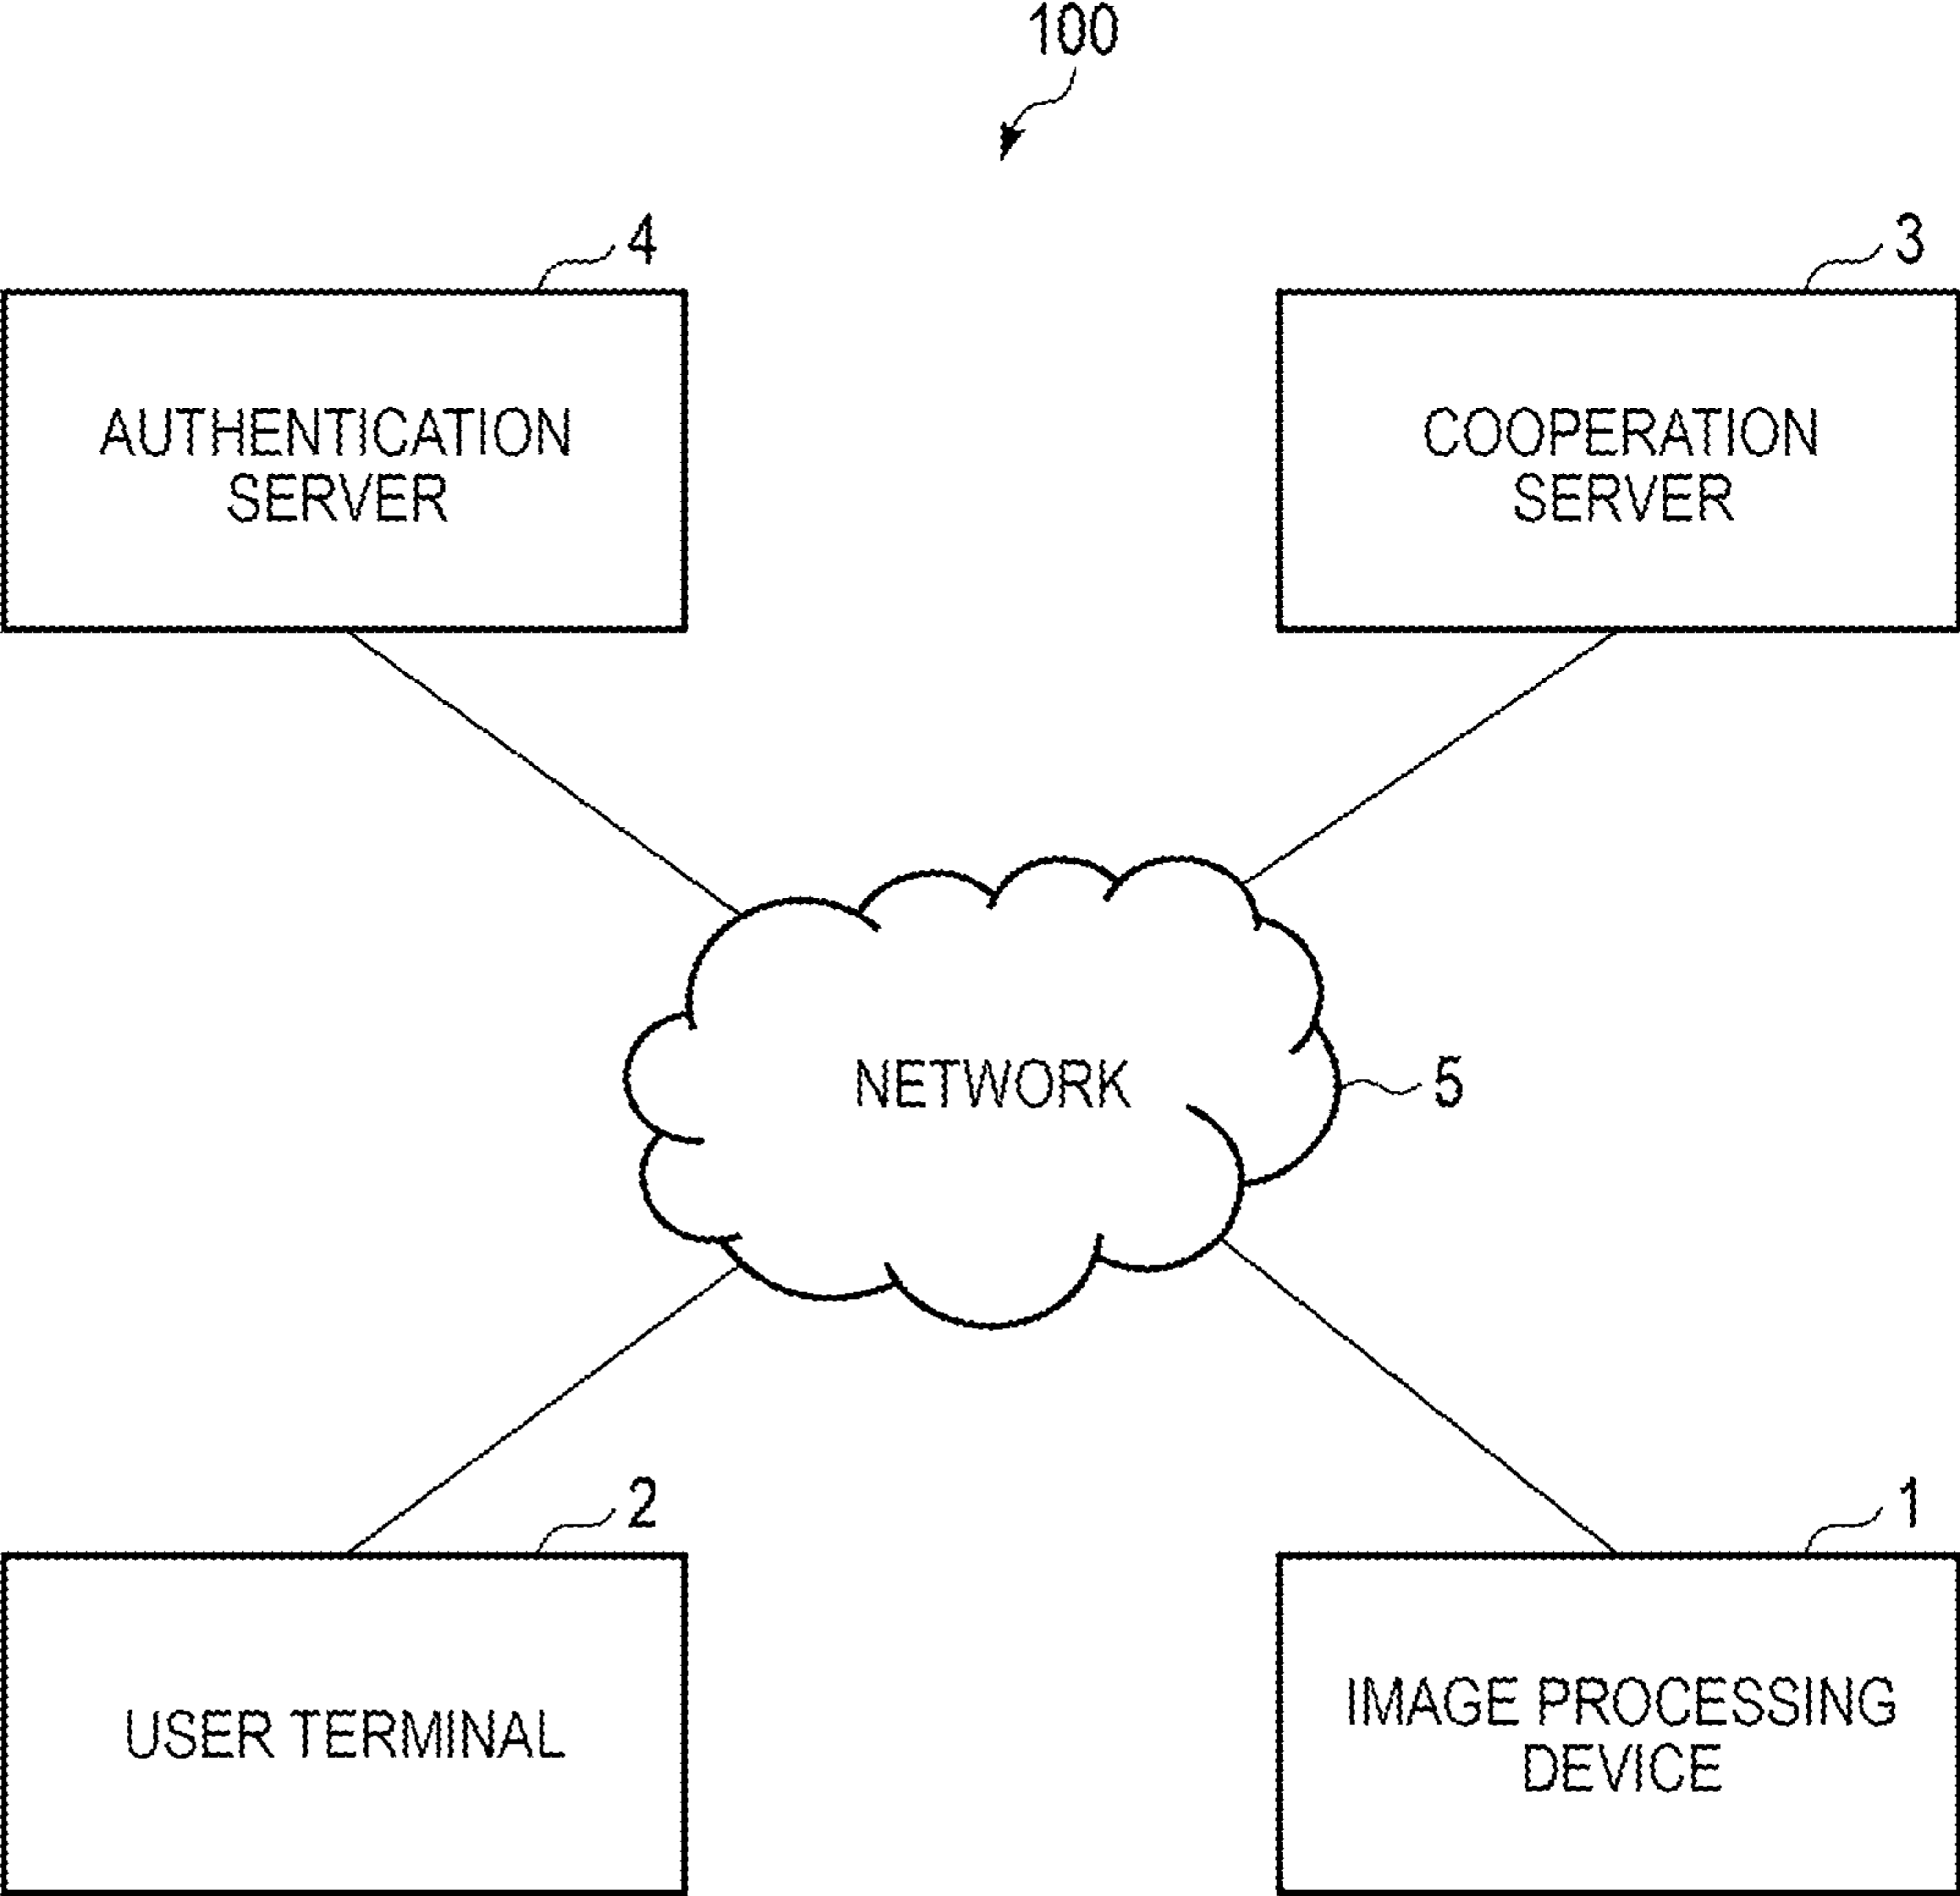 100
4
3
AUTHENTICATION
SERVER
COOPERATION
SERVER
NETWORK
5
2
1
USER TERMINAL
IMAGE PROCESSING
DEVICE